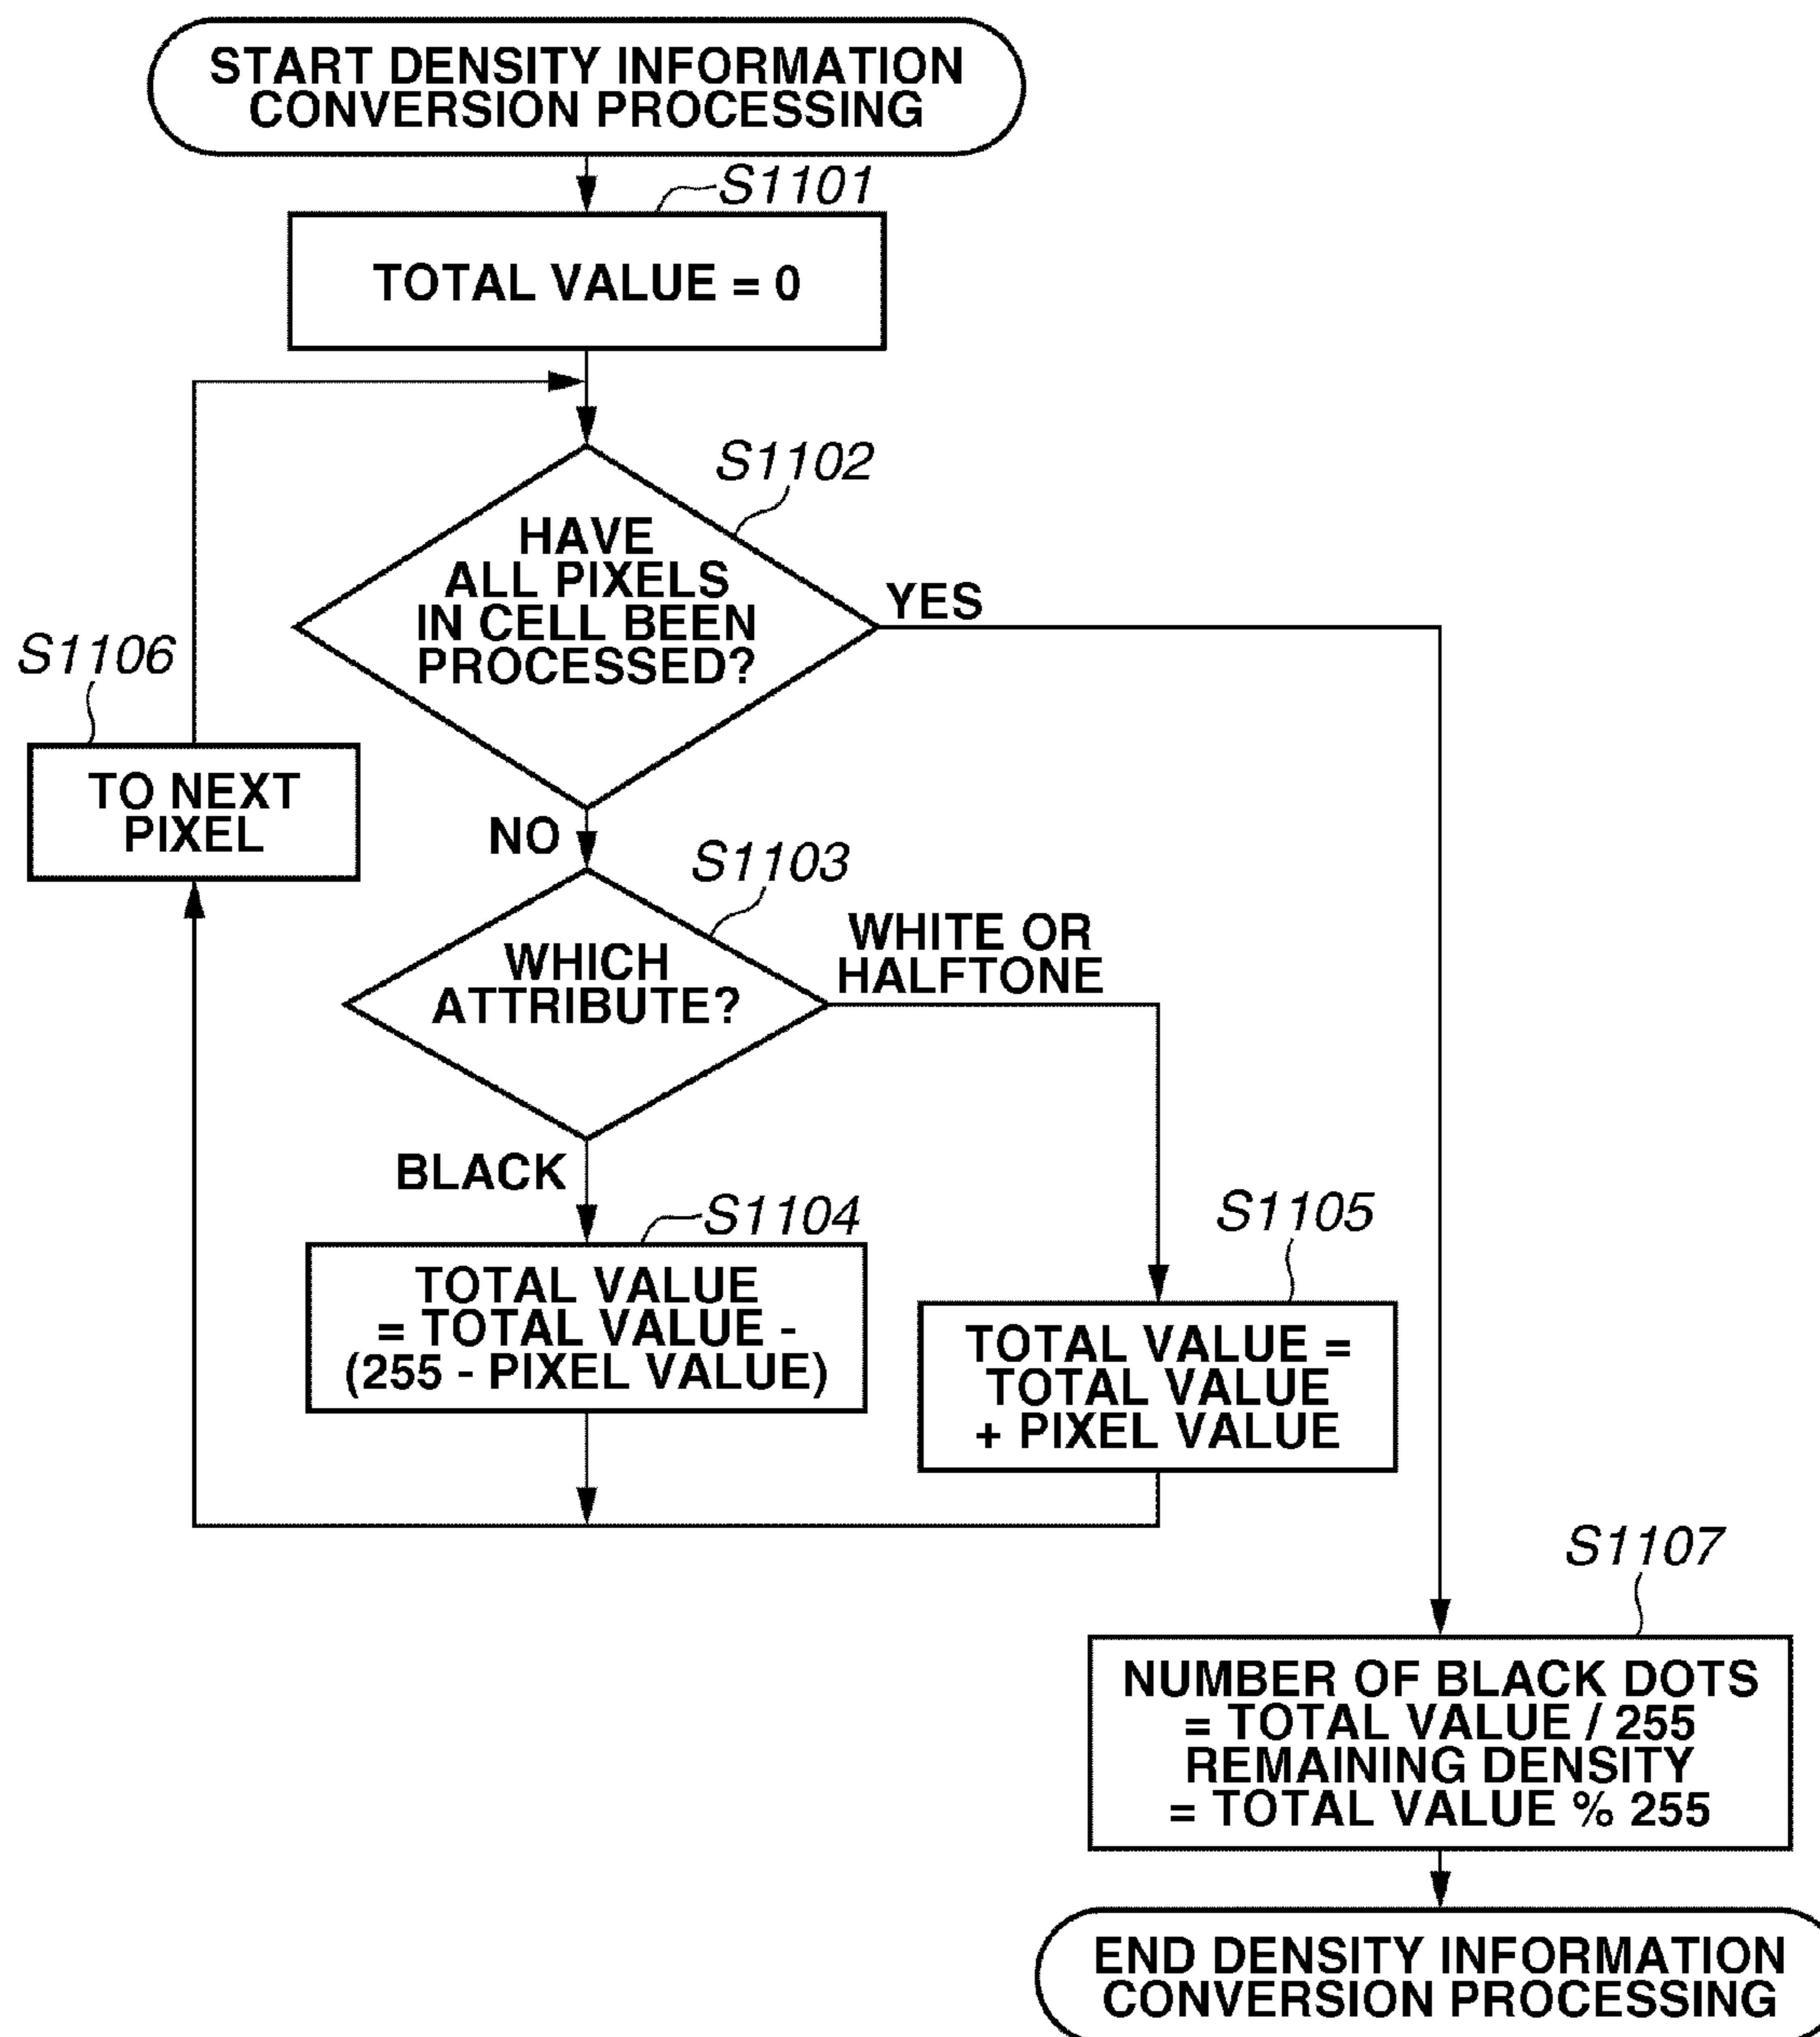 START DENSITY INFORMATION
CONVERSION PROCESSING
S1101
TOTAL VALUE = 0
S1102
HAVE
ALL PIXELS
IN CELL BEEN
PROCESSED?
YES
S1106
TO NEXT
PIXEL
NO
S1103
WHICH
ATTRIBUTE?
WHITE OR
HALFTONE
BLACK
S1104
TOTAL VALUE
= TOTAL VALUE -
(255 - PIXEL VALUE)
S1105
TOTAL VALUE =
TOTAL VALUE
+ PIXEL VALUE
S1107
NUMBER OF BLACK DOTS
= TOTAL VALUE / 255
REMAINING DENSITY
= TOTAL VALUE % 255
END DENSITY INFORMATION
CONVERSION PROCESSING